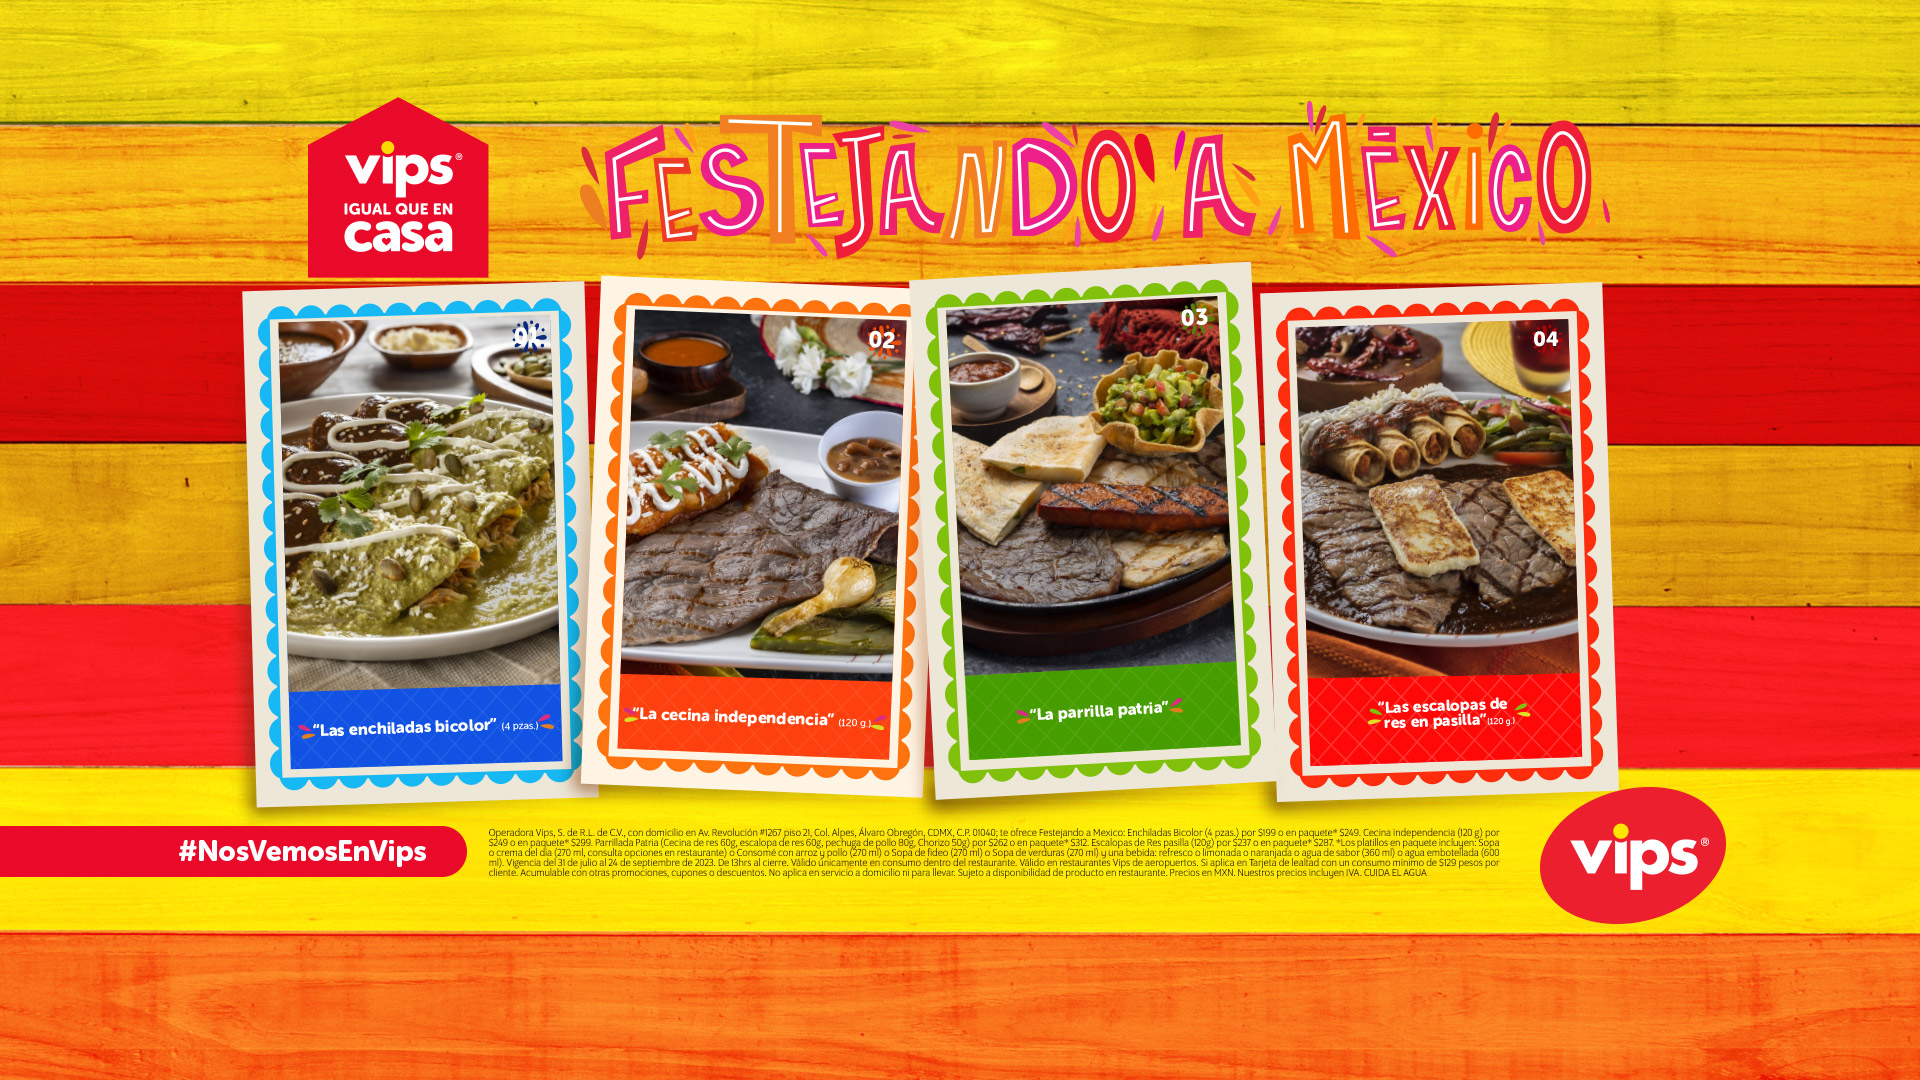 vips®
IGUAL QUE EN
casa
FESTEJANDO A MÉXICO
01
02
03
04
“Las enchiladas bicolor” (4 pzas.)
“La cecina independencia” (120 g.)
“La parrilla patria”
“Las escalopas de
res en pasilla” (120 g.)
#NosVemosEnVips
Operadora Vips, S. de R.L. de C.V., con domicilio en Av. Revolución #1267 piso 21, Col. Alpes, Álvaro Obregón, CDMX, C.P. 01040; te ofrece Festejando a Mexico: Enchiladas Bicolor (4 pzas.) por $199 o en paquete* $249. Cecina independencia (120 g) por
$249 o en paquete* $299. Parrillada Patria (Cecina de res 60g, escalopa de res 60g, pechuga de pollo 80g, Chorizo 50g) por $262 o en paquete* $312. Escalopas de Res pasilla (120g) por $237 o en paquete* $287. *Los platillos en paquete incluyen: Sopa
o crema del día (270 ml, consulta opciones en restaurante) o Consomé con arroz y pollo (270 ml) o Sopa de fideo (270 ml) o Sopa de verduras (270 ml) y una bebida: refresco o limonada o naranjada o agua de sabor (360 ml) o agua embotellada (600
ml). Vigencia del 31 de julio al 24 de septiembre de 2023. De 13hrs al cierre. Válido únicamente en consumo dentro del restaurante. Válido en restaurantes Vips de aeropuertos. Si aplica en Tarjeta de lealtad con un consumo mínimo de $129 pesos por
cliente. Acumulable con otras promociones, cupones o descuentos. No aplica en servicio a domicilio ni para llevar. Sujeto a disponibilidad de producto en restaurante. Precios en MXN. Nuestros precios incluyen IVA. CUIDA EL AGUA
vips®